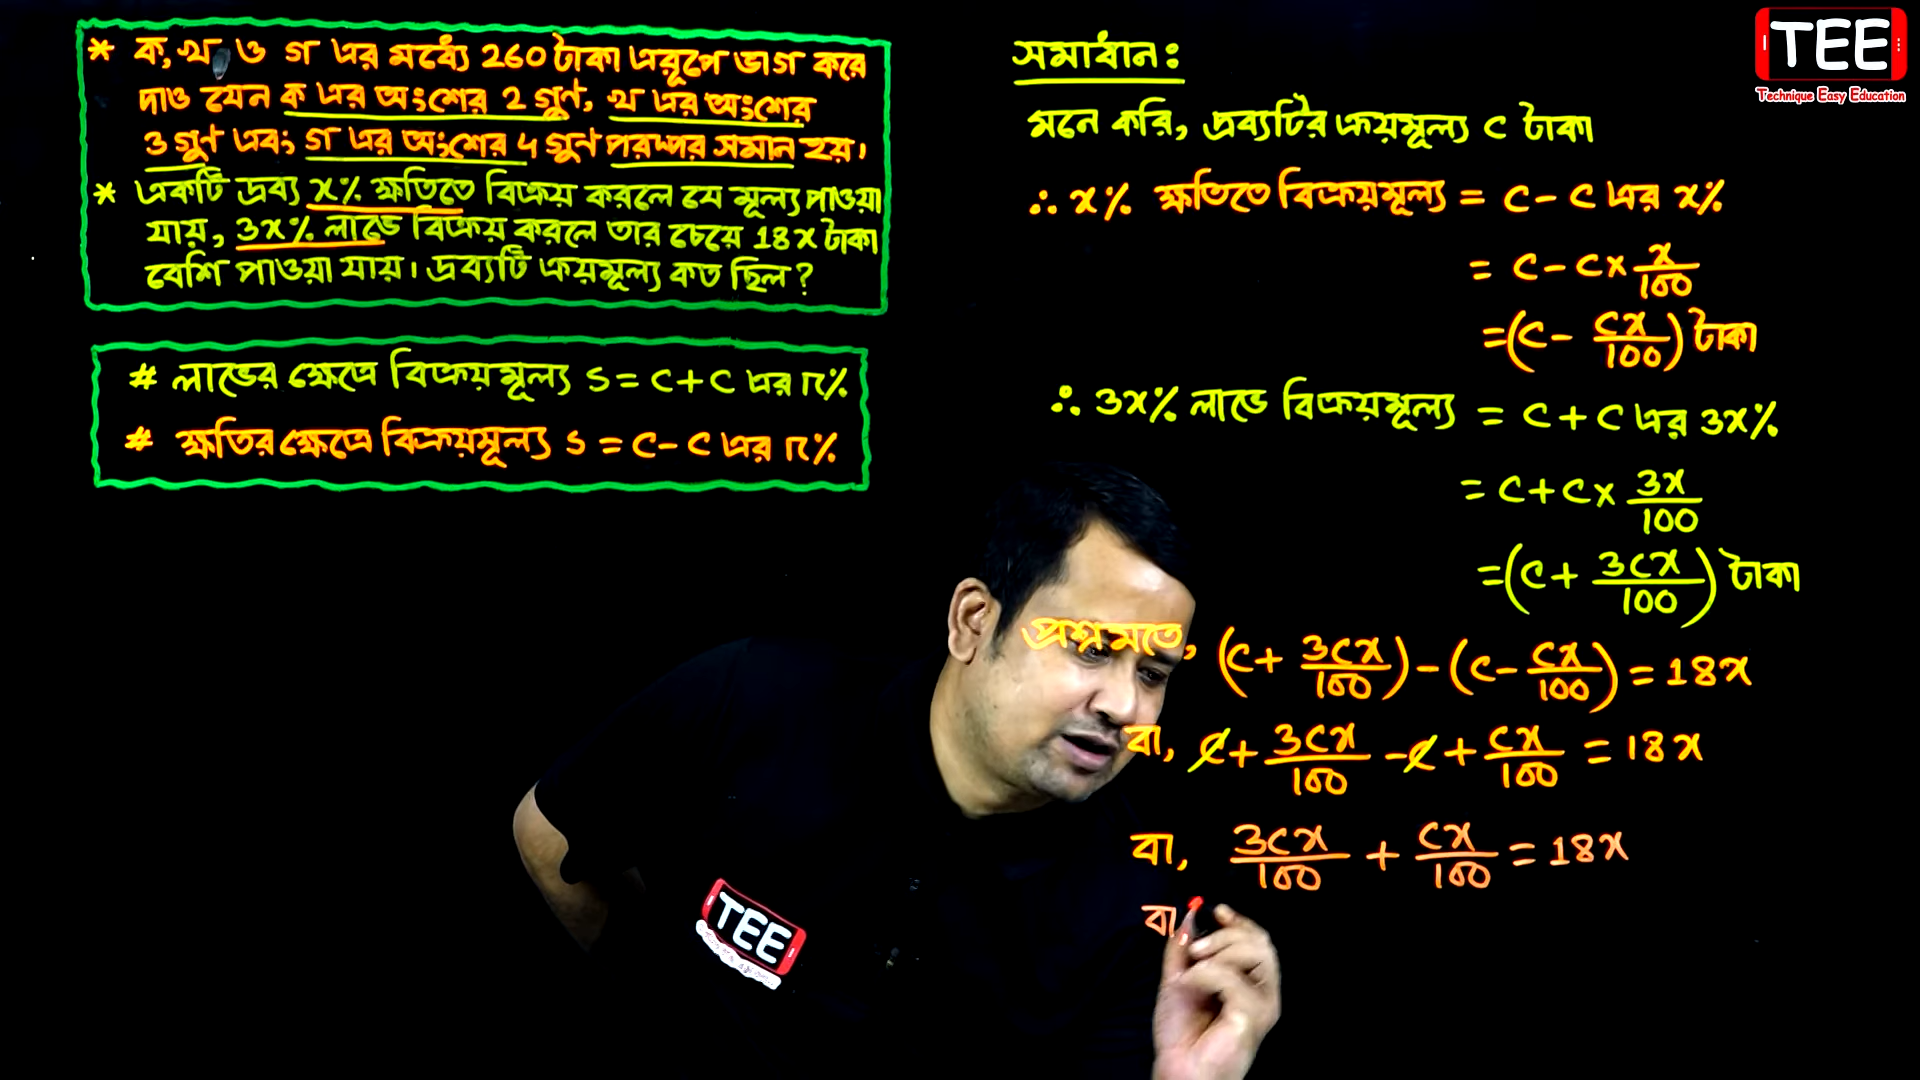 * ক, খ ও গ এর মধ্যে 260 টাকা এরূপে ভাগ করে
দাও যেন ক এর অংশের 2 গুণ, খ এর অংশের
3 গুণ এবং গ এর অংশের 4 গুণ পরস্পর সমান হয়।
* একটি দ্রব্য x% ক্ষতিতে বিক্রয় করলে যে মূল্য পাওয়া
যায়, 3x% লাভে বিক্রয় করলে তার চেয়ে 18x টাকা
বেশি পাওয়া যায়। দ্রব্যটি ক্রয়মূল্য কত ছিল?
# লাভের ক্ষেত্রে বিক্রয়মূল্য S = C + C এর r%
# ক্ষতির ক্ষেত্রে বিক্রয়মূল্য S = C - C এর r%
সমাধান:
মনে করি, দ্রব্যটির ক্রয়মূল্য C টাকা
∴ x% ক্ষতিতে বিক্রয়মূল্য = C - C এর x%
= C - C × x/100
= (C - Cx/100) টাকা
∴ 3x% লাভে বিক্রয়মূল্য = C + C এর 3x%
= C + C × 3x/100
= (C + 3Cx/100) টাকা
প্রশ্নমতে, (C + 3Cx/100) - (C - Cx/100) = 18x
বা, C + 3Cx/100 - C + Cx/100 = 18x
বা, 3Cx/100 + Cx/100 = 18x
বা,
TEE
Technique Easy Education
TEE